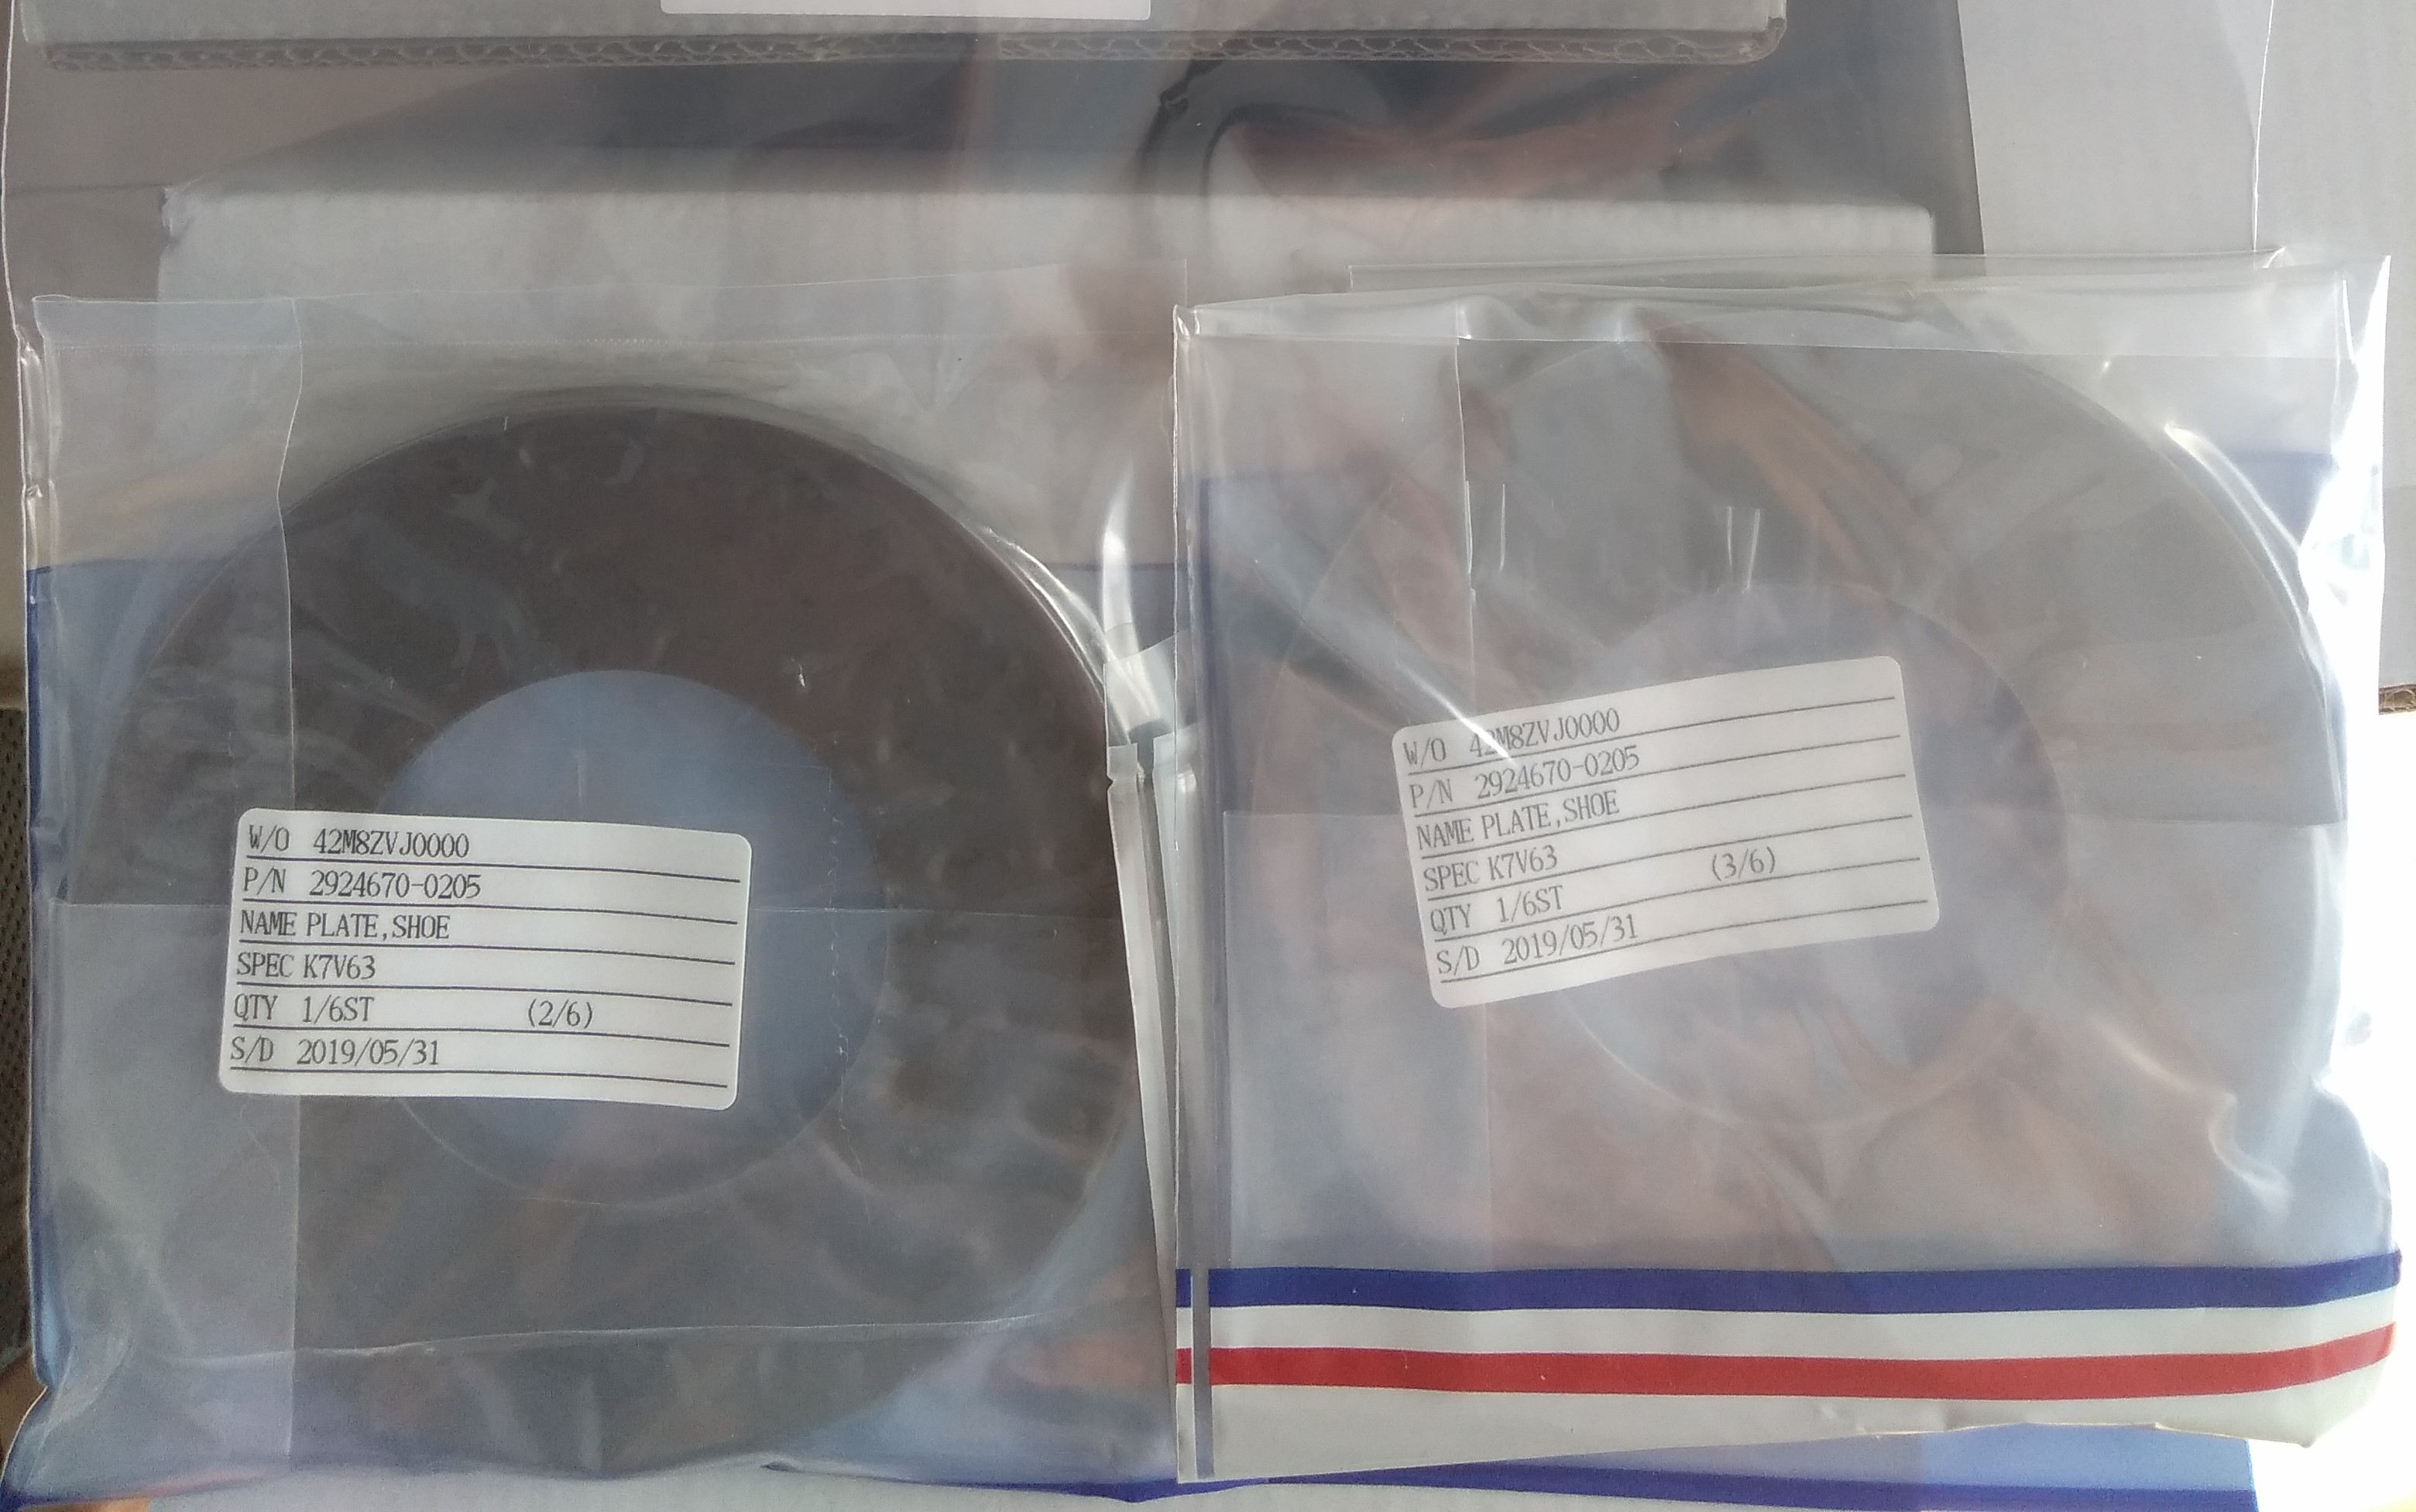 W/O 42M8ZVJ0000
P/N 2924670-0205
NAME PLATE,SHOE
SPEC K7V63
QTY 1/6ST (2/6)
S/D 2019/05/31
W/O 42M8ZVJ0000
P/N 2924670-0205
NAME PLATE,SHOE
SPEC K7V63
QTY 1/6ST (3/6)
S/D 2019/05/31